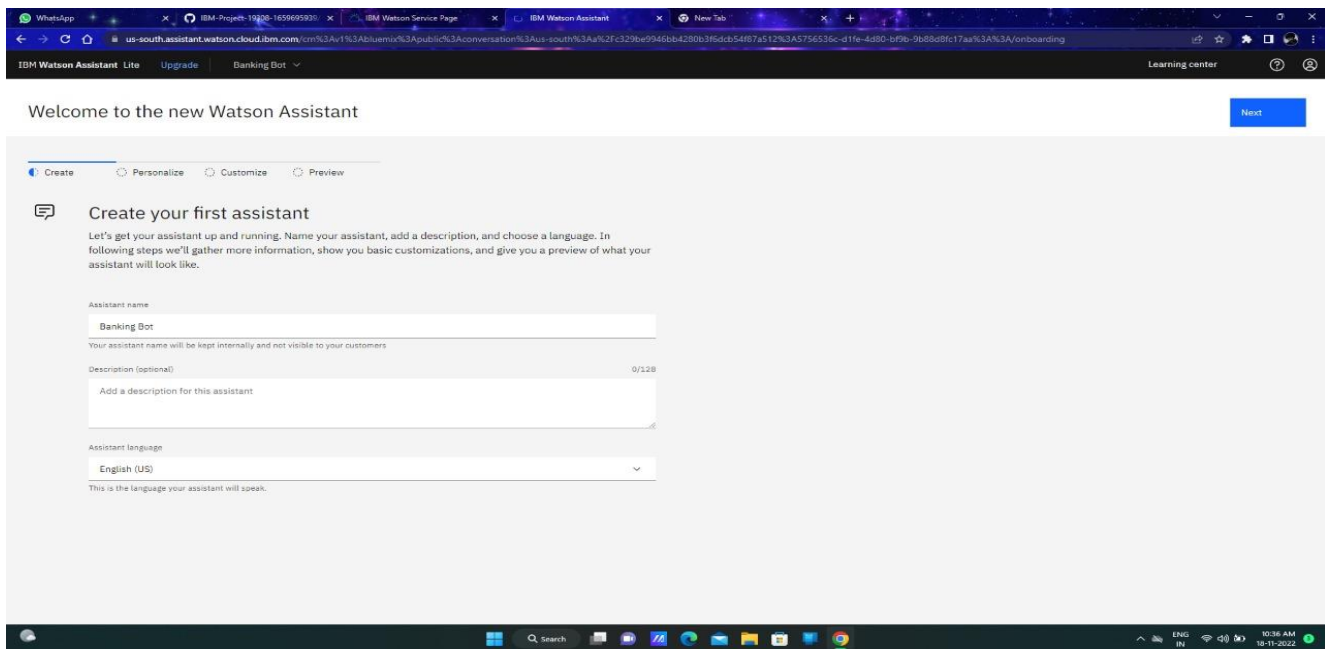 WhatsApp
IBM-Project-19208-1659695939
IBM Watson Service Page
IBM Watson Assistant
New Tab
IBM Watson Assistant Lite Upgrade Banking Bot
Learning center
Welcome to the new Watson Assistant
Next
Create Personalize Customize Preview
Create your first assistant
Let's get your assistant up and running. Name your assistant, add a description, and choose a language. In
following steps we'll gather more information, show you basic customizations, and give you a preview of what your
assistant will look like.
Assistant name
Banking Bot
Your assistant name will be kept internally and not visible to your customers
Description (optional) 0/128
Add a description for this assistant
Assistant language
English (US)
This is the language your assistant will speak.
Search
ENG
IN
10:36 AM
18-11-2022